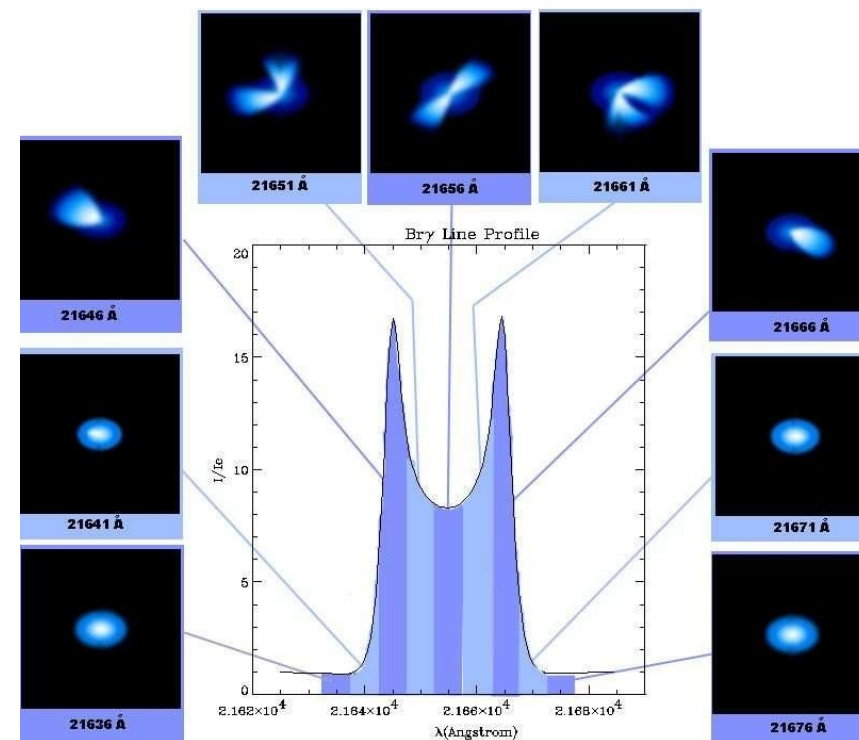 21651 Å
21656 Å
21661 Å
21646 Å
21666 Å
21641 Å
21671 Å
21636 Å
21676 Å
Brγ Line Profile
20
15
10
5
0
I/Ic
2.162×10⁴
2.164×10⁴
2.166×10⁴
2.168×10⁴
λ(Angstrom)